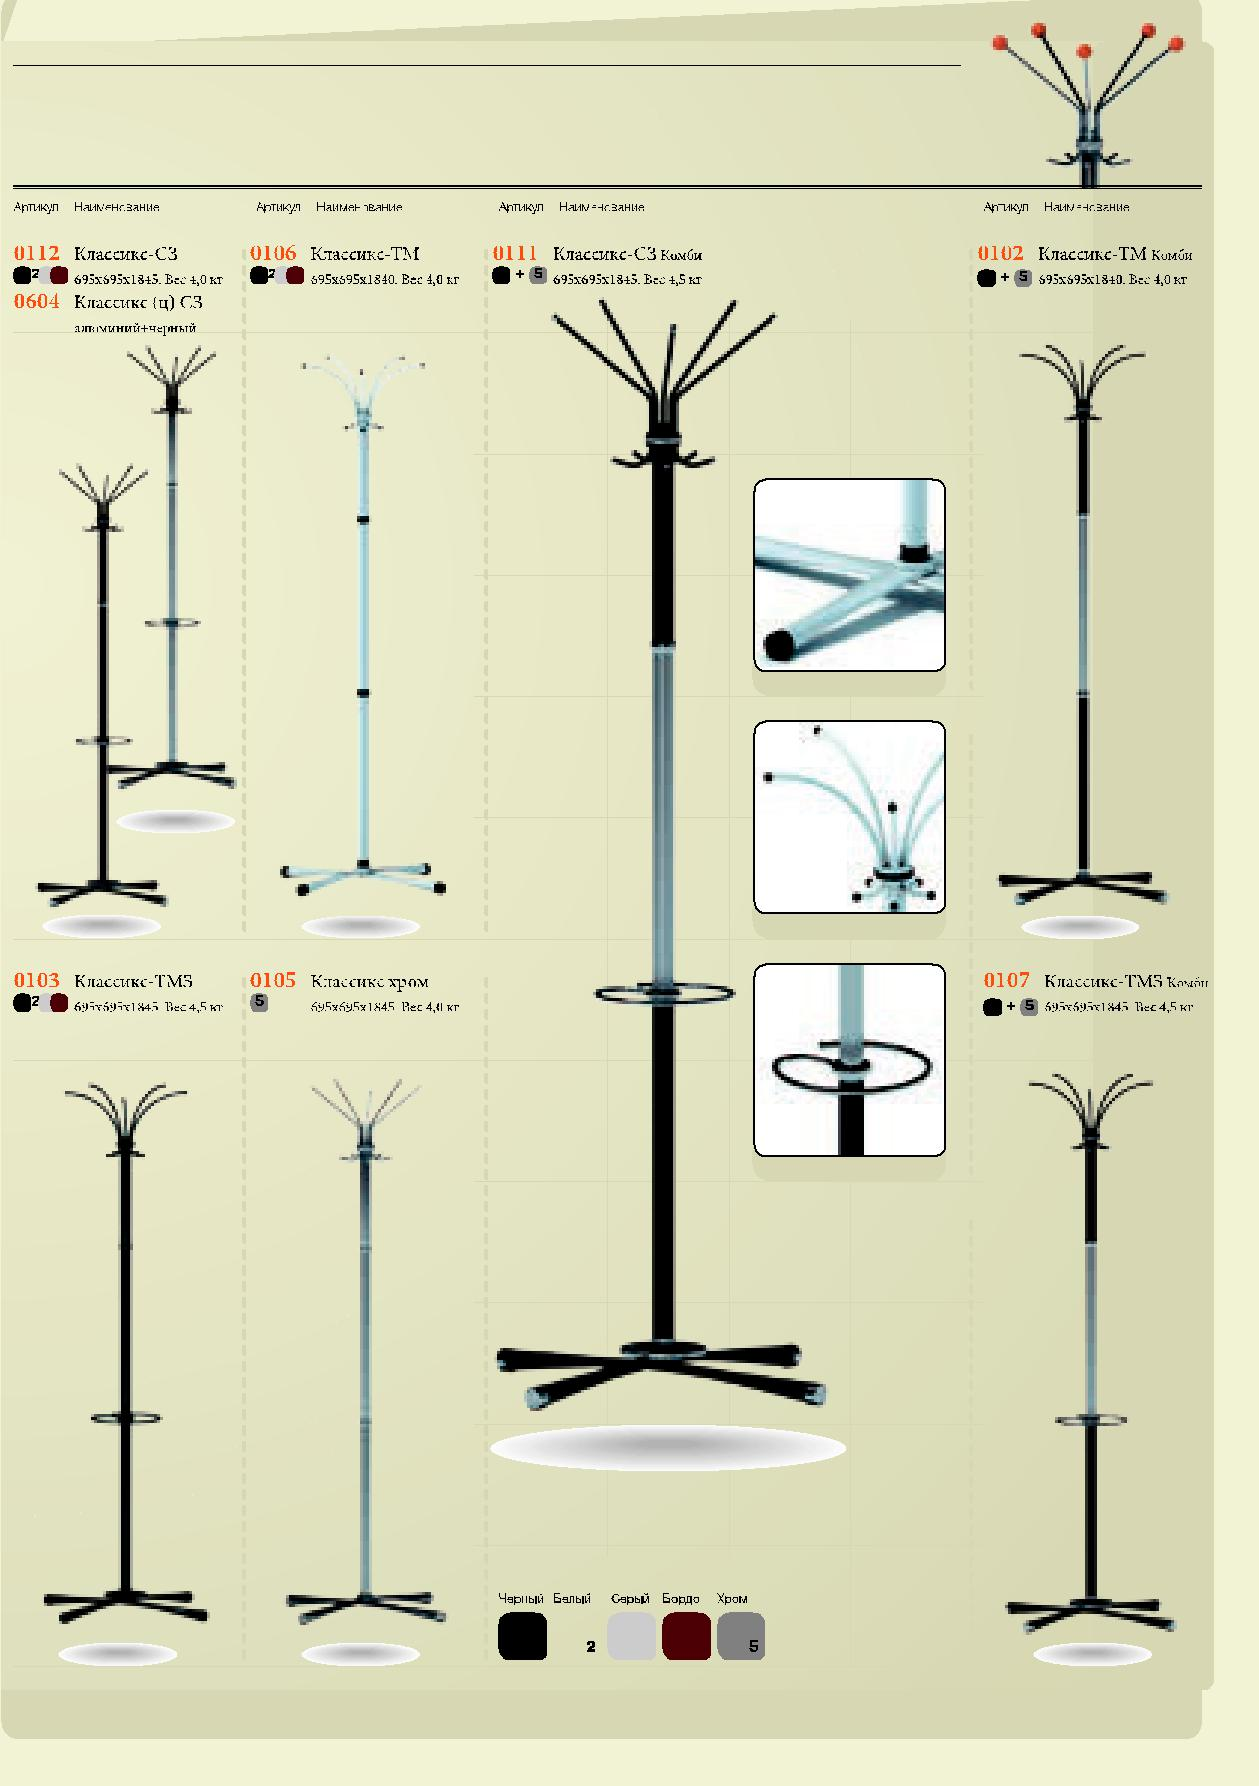 Артикул Наименование
0112 Классикс-С3
2 695х695х1845. Вес 4,0 кг
0604 Классикс (ц) С3
алюминий+черный
Артикул Наименование
0106 Классикс-ТМ
2 695х695х1840. Вес 4,0 кг
Артикул Наименование
0111 Классикс-С3 Комби
+ 5 695х695х1845. Вес 4,5 кг
Артикул Наименование
0102 Классикс-ТМ Комби
+ 5 695х695х1840. Вес 4,0 кг
0103 Классикс-ТМ3
2 695х695х1845 Вес 4,5 кг
0105 Классикс хром
5 695х695х1845 Вес 4,0 кг
0107 Классикс-ТМ3 Комби
+ 5 695х695х1845 Вес 4,5 кг
Черный Белый Серый Бордо Хром
2 5